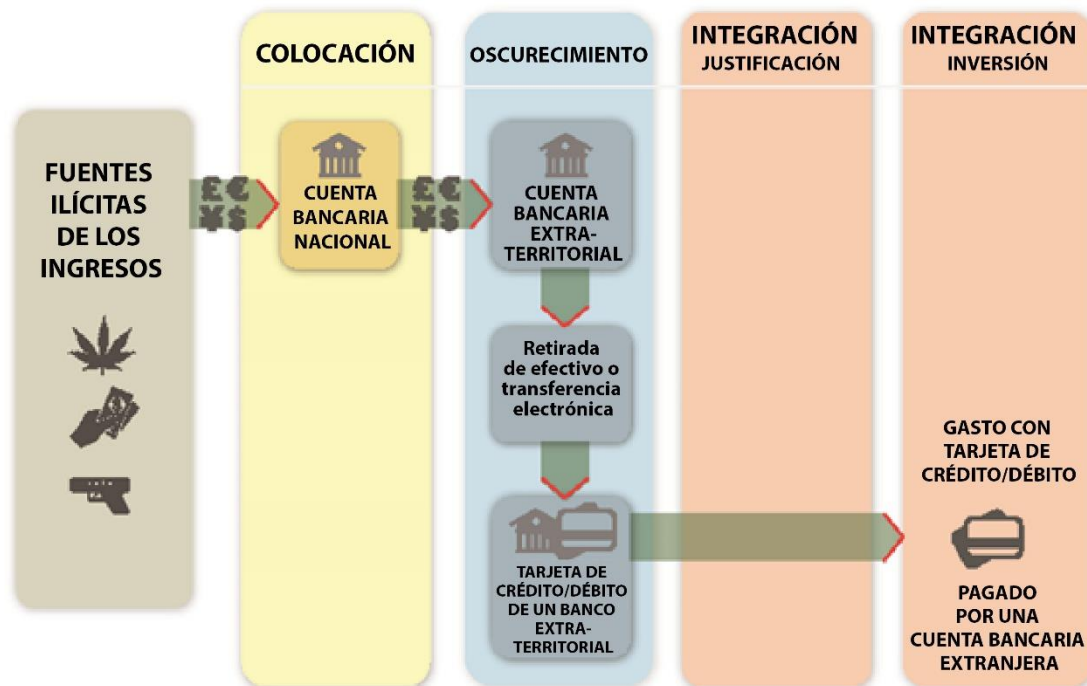 COLOCACIÓN
OSCURECIMIENTO
INTEGRACIÓN
JUSTIFICACIÓN
INTEGRACIÓN
INVERSIÓN
FUENTES
ILÍCITAS
DE LOS
INGRESOS
£€
¥$
CUENTA
BANCARIA
NACIONAL
£€
¥$
CUENTA
BANCARIA
EXTRA-
TERRITORIAL
Retirada
de efectivo o
transferencia
electrónica
TARJETA DE
CRÉDITO/DÉBITO
DE UN BANCO
EXTRA-
TERRITORIAL
GASTO CON
TARJETA DE
CRÉDITO/DÉBITO
PAGADO
POR UNA
CUENTA BANCARIA
EXTRANJERA